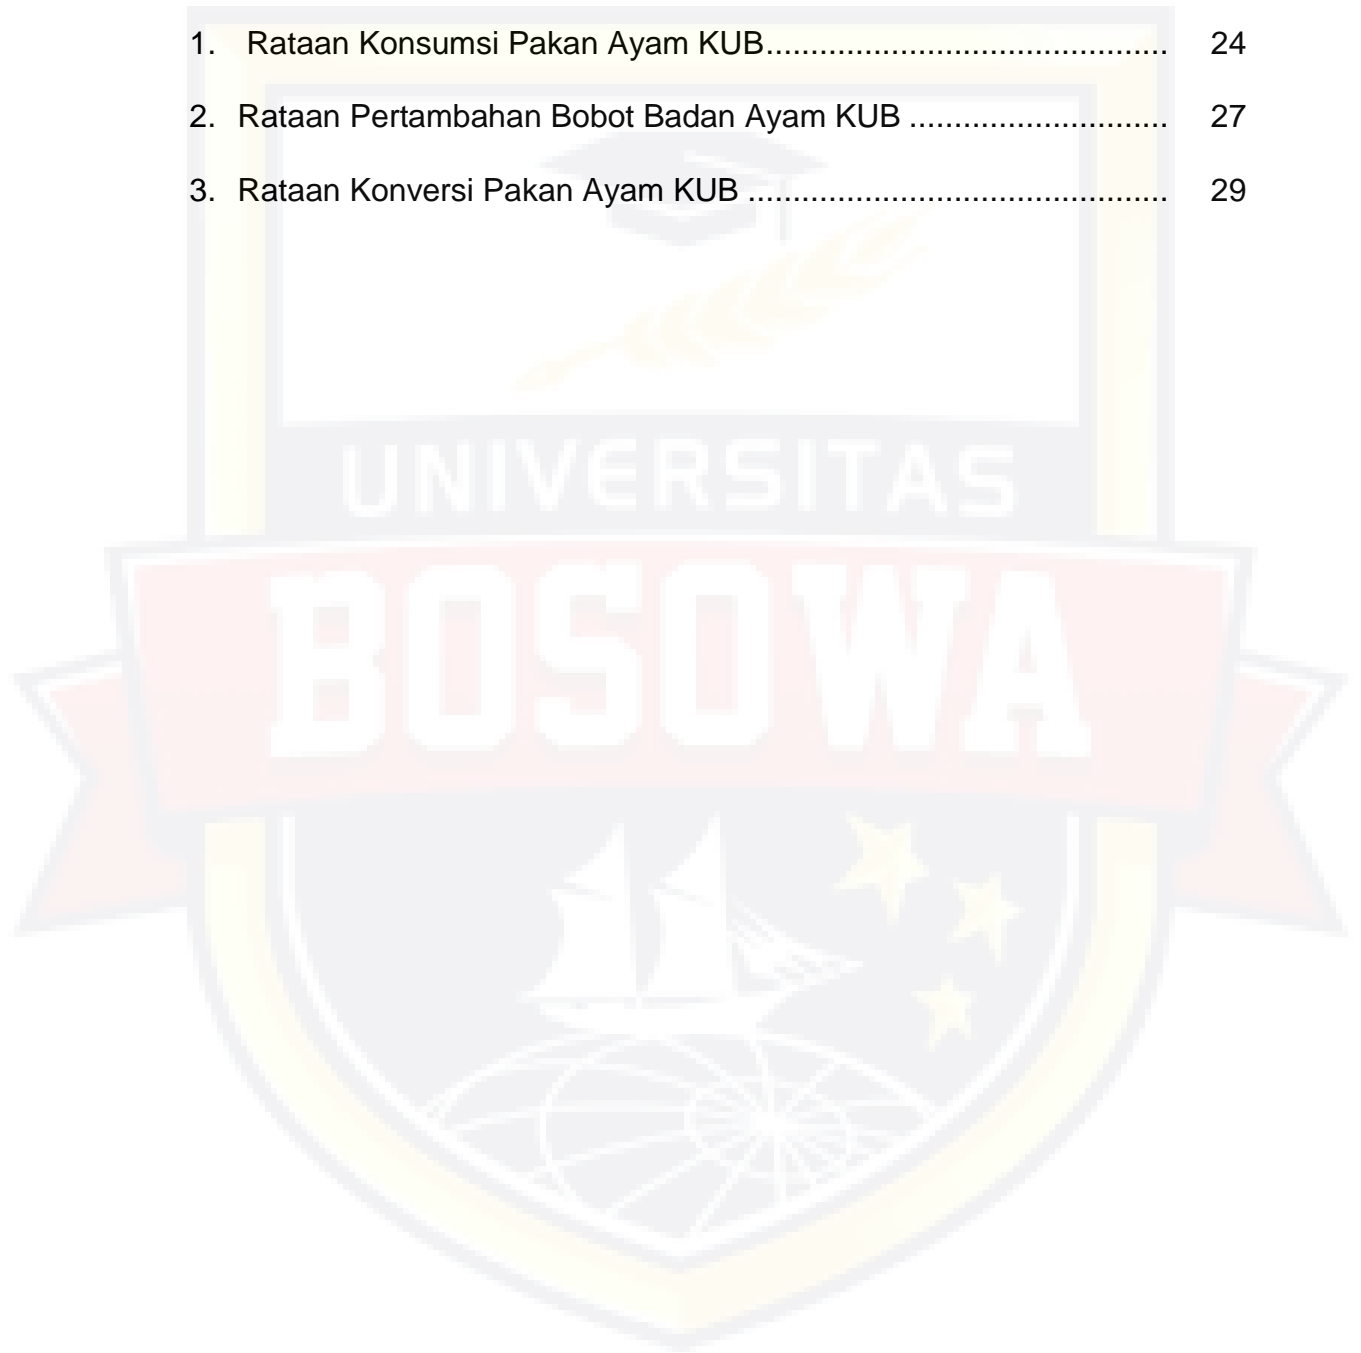 1. Rataan Konsumsi Pakan Ayam KUB............................................. 24
2. Rataan Pertambahan Bobot Badan Ayam KUB ............................. 27
3. Rataan Konversi Pakan Ayam KUB ............................................... 29
UNIVERSITAS
BOSOWA